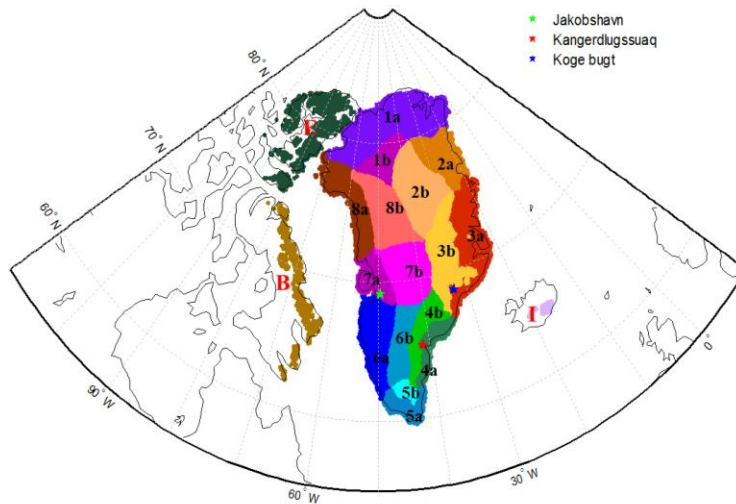 Jakobshavn
Kangerdlugssuaq
Koge bugt
80° N
70° N
60° N
E
1a
1b
2a
2b
8a
8b
3a
3b
B
7a
7b
I
4b
6b
6a
4a
5b
5a
0°
90° W
60° W
30° W